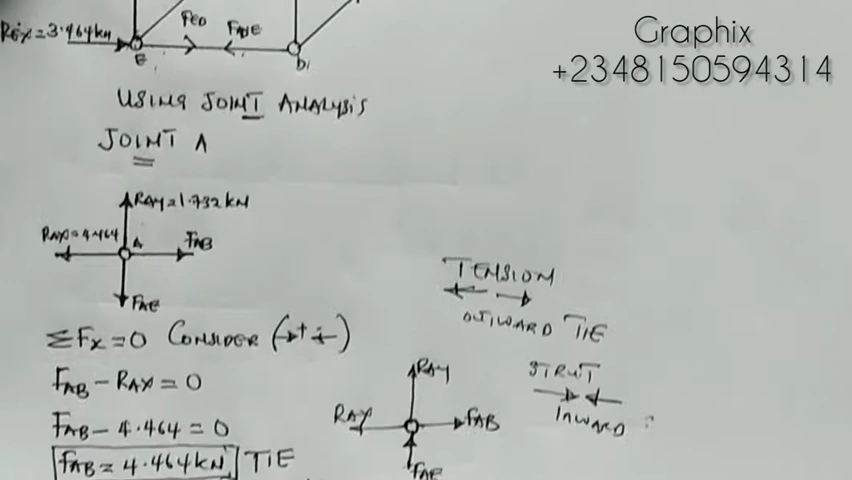 Graphix
+2348150594314
REX=3.464kN
FED
E
D
USING JOINT ANALYSIS
JOINT A
RAY=1.732kN
RAX=4.464
A
FAB
FAE
ΣFx=0 CONSIDER (→+ ←-)
FAB-RAX=0
FAB-4.464=0
FAB=4.464kN TIE
TENSION
OUTWARD TIE
STRUT
INWARD
RAY
RAX
FAB
FAE